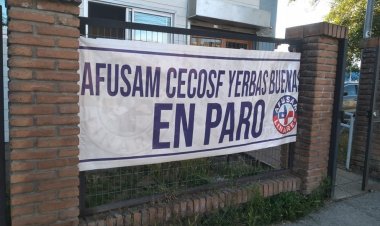 AFUSAM CECOSF YERBAS BUENAS
EN PARO